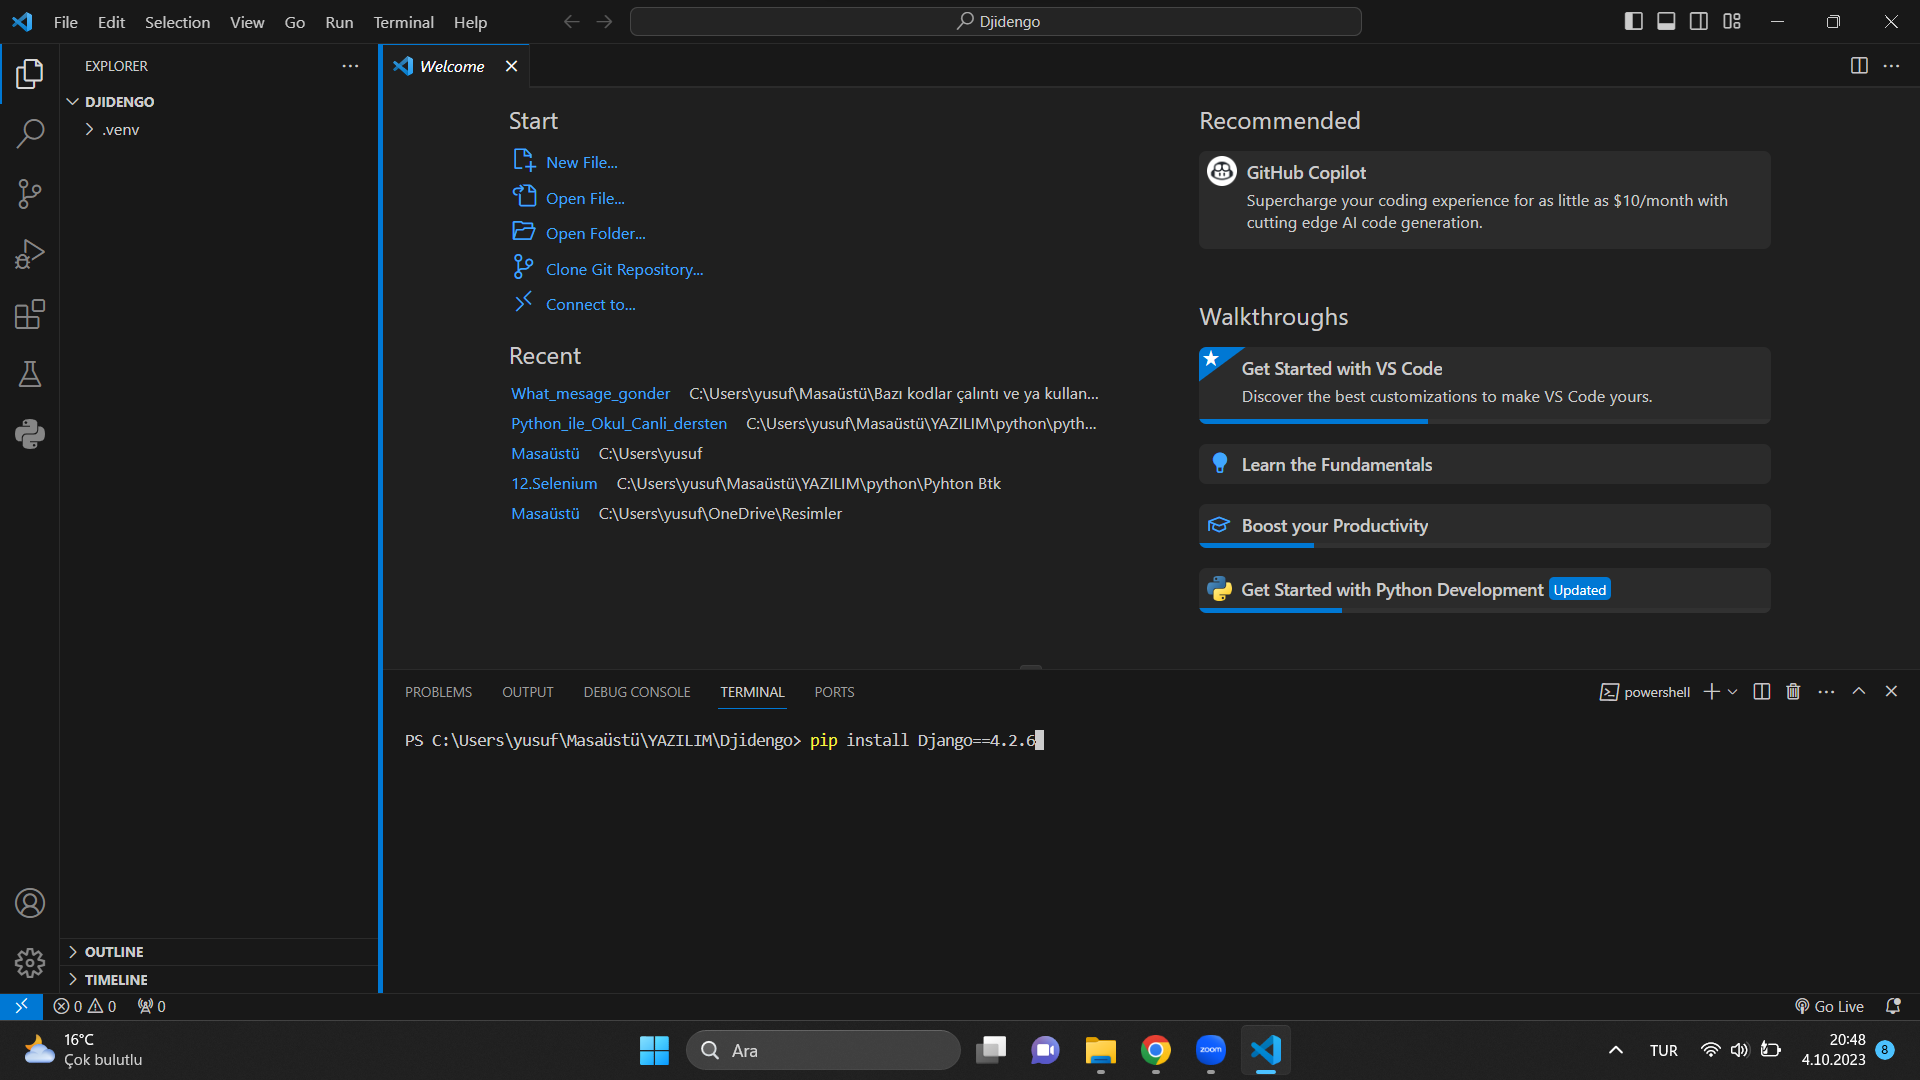 File Edit Selection View Go Run Terminal Help
Djidengo
EXPLORER
DJIDENGO
.venv
OUTLINE
TIMELINE
Welcome
Start
New File...
Open File...
Open Folder...
Clone Git Repository...
Connect to...
Recent
What_mesage_gonder C:\Users\yusuf\Masaüstü\Bazı kodlar çalıntı ve ya kullan...
Python_ile_Okul_Canli_dersten C:\Users\yusuf\Masaüstü\YAZILIM\python\pyth...
Masaüstü C:\Users\yusuf
12.Selenium C:\Users\yusuf\Masaüstü\YAZILIM\python\Pyhton Btk
Masaüstü C:\Users\yusuf\OneDrive\Resimler
Recommended
GitHub Copilot
Supercharge your coding experience for as little as $10/month with
cutting edge AI code generation.
Walkthroughs
Get Started with VS Code
Discover the best customizations to make VS Code yours.
Learn the Fundamentals
Boost your Productivity
Get Started with Python Development Updated
PROBLEMS OUTPUT DEBUG CONSOLE TERMINAL PORTS
powershell
PS C:\Users\yusuf\Masaüstü\YAZILIM\Djidengo> pip install Django==4.2.6
0 0 0
Go Live
16°C
Çok bulutlu
Ara
zoom
TUR
20:48
4.10.2023
8